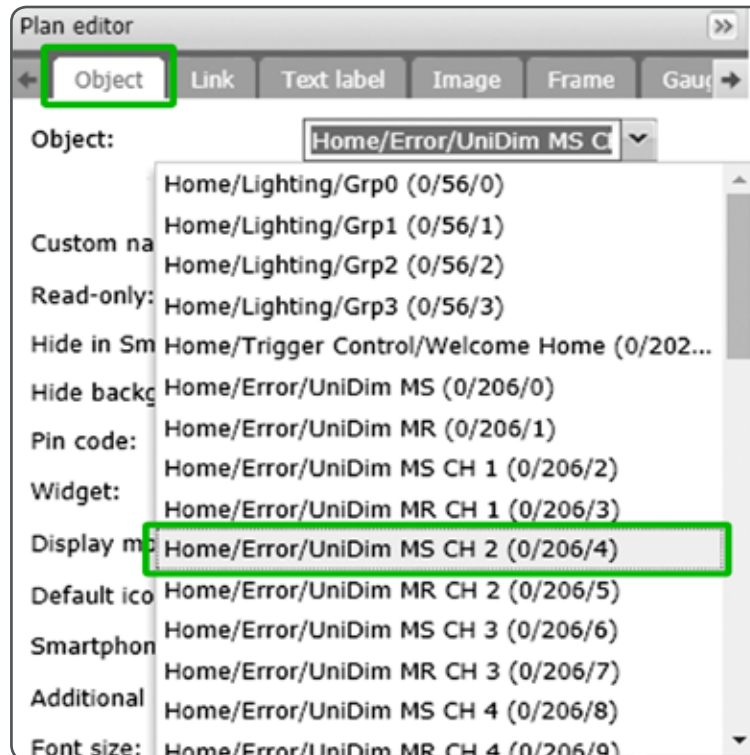 Plan editor
Object Link Text label Image Frame
Object: Home/Error/UniDim MS
Home/Lighting/Grp0 (0/56/0)
Home/Lighting/Grp1 (0/56/1)
Custom na
Home/Lighting/Grp2 (0/56/2)
Read-only:
Home/Lighting/Grp3 (0/56/3)
Hide in Sm
Home/Trigger Control/Welcome Home (0/202...
Hide backg
Home/Error/UniDim MS (0/206/0)
Pin code:
Home/Error/UniDim MR (0/206/1)
Home/Error/UniDim MS CH 1 (0/206/2)
Widget:
Home/Error/UniDim MR CH 1 (0/206/3)
Display mo
Home/Error/UniDim MS CH 2 (0/206/4)
Default ico
Home/Error/UniDim MR CH 2 (0/206/5)
Smartphon
Home/Error/UniDim MS CH 3 (0/206/6)
Home/Error/UniDim MR CH 3 (0/206/7)
Additional
Home/Error/UniDim MS CH 4 (0/206/8)
Font size:
Home/Error/UniDim MR CH 4 (0/206/9)